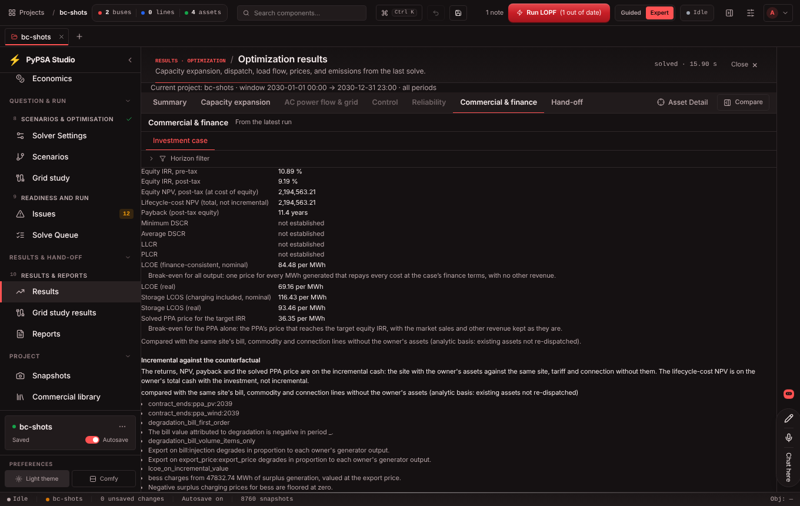 Projects / bc-shots
2 buses
0 lines
4 assets
Search components...
Ctrl K
1 note
Run LOPF (1 out of date)
Guided
Expert
Idle
A
bc-shots
PyPSA Studio
Economics
QUESTION & RUN
SCENARIOS & OPTIMISATION
Solver Settings
Scenarios
Grid study
READINESS AND RUN
Issues
12
Solve Queue
RESULTS & HAND-OFF
RESULTS & REPORTS
Results
Grid study results
Reports
PROJECT
Snapshots
Commercial library
bc-shots
Saved
Autosave
PREFERENCES
Light theme
Comfy
RESULTS · OPTIMIZATION / Optimization results
Capacity expansion, dispatch, load flow, prices, and emissions from the last solve.
solved · 15.90 s
Close
Current project: bc-shots · window 2030-01-01 00:00 → 2030-12-31 23:00 · all periods
Summary
Capacity expansion
AC power flow & grid
Control
Reliability
Commercial & finance
Hand-off
Asset Detail
Compare
Commercial & finance From the latest run
Investment case
Horizon filter
Equity IRR, pre-tax 10.89 %
Equity IRR, post-tax 9.19 %
Equity NPV, post-tax (at cost of equity) 2,194,563.21
Lifecycle-cost NPV (total, not incremental) 2,194,563.21
Payback (post-tax equity) 11.4 years
Minimum DSCR not established
Average DSCR not established
LLCR not established
PLCR not established
LCOE (finance-consistent, nominal) 84.48 per MWh
Break-even for all output: one price for every MWh generated that repays every cost at the case's finance terms, with no other revenue.
LCOE (real) 69.16 per MWh
Storage LCOS (charging included, nominal) 116.43 per MWh
Storage LCOS (real) 93.46 per MWh
Solved PPA price for the target IRR 36.35 per MWh
Break-even for the PPA alone: the PPA's price that reaches the target equity IRR, with the market sales and other revenue kept as they are.
Compared with the same site's bill, commodity and connection lines without the owner's assets (analytic basis: existing assets not re-dispatched).
Incremental against the counterfactual
The returns, NPV, payback and the solved PPA price are on the incremental cash: the site with the owner's assets against the same site, tariff and connection without them. The lifecycle-cost NPV is on the
owner's total cash with the investment, not incremental.
compared with the same site's bill, commodity and connection lines without the owner's assets (analytic basis: existing assets not re-dispatched)
contract_ends:ppa_pv:2039
contract_ends:ppa_wind:2039
degradation_bill_first_order
The bill value attributed to degradation is negative in period _.
degradation_bill_volume_items_only
Export on bill:injection degrades in proportion to each owner's generator output.
Export on export_price:export_price degrades in proportion to each owner's generator output.
lcoe_on_incremental_value
bess charges from 47832.74 MWh of surplus generation, valued at the export price.
Negative surplus charging prices for bess are floored at zero.
Chat here
Idle
bc-shots
0 unsaved changes
Autosave on
8760 snapshots
Obj: —